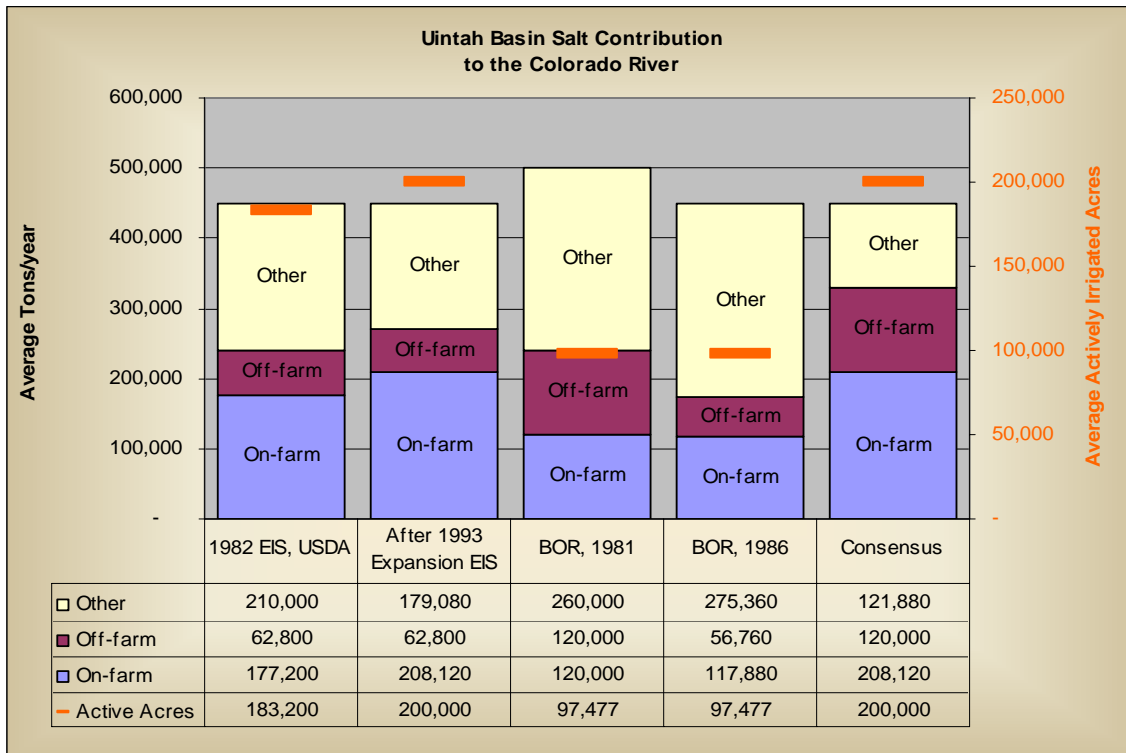 Uintah Basin Salt Contribution
to the Colorado River
Average Tons/year
600,000
500,000
400,000
300,000
200,000
100,000
-
250,000
200,000
150,000
100,000
50,000
-
Average Actively Irrigated Acres
Other
Off-farm
On-farm
Other
Off-farm
On-farm
Other
Off-farm
On-farm
Other
Off-farm
On-farm
Other
Off-farm
On-farm
1982 EIS, USDA
After 1993
Expansion EIS
BOR, 1981
BOR, 1986
Consensus
Other 210,000 179,080 260,000 275,360 121,880
Off-farm 62,800 62,800 120,000 56,760 120,000
On-farm 177,200 208,120 120,000 117,880 208,120
Active Acres 183,200 200,000 97,477 97,477 200,000